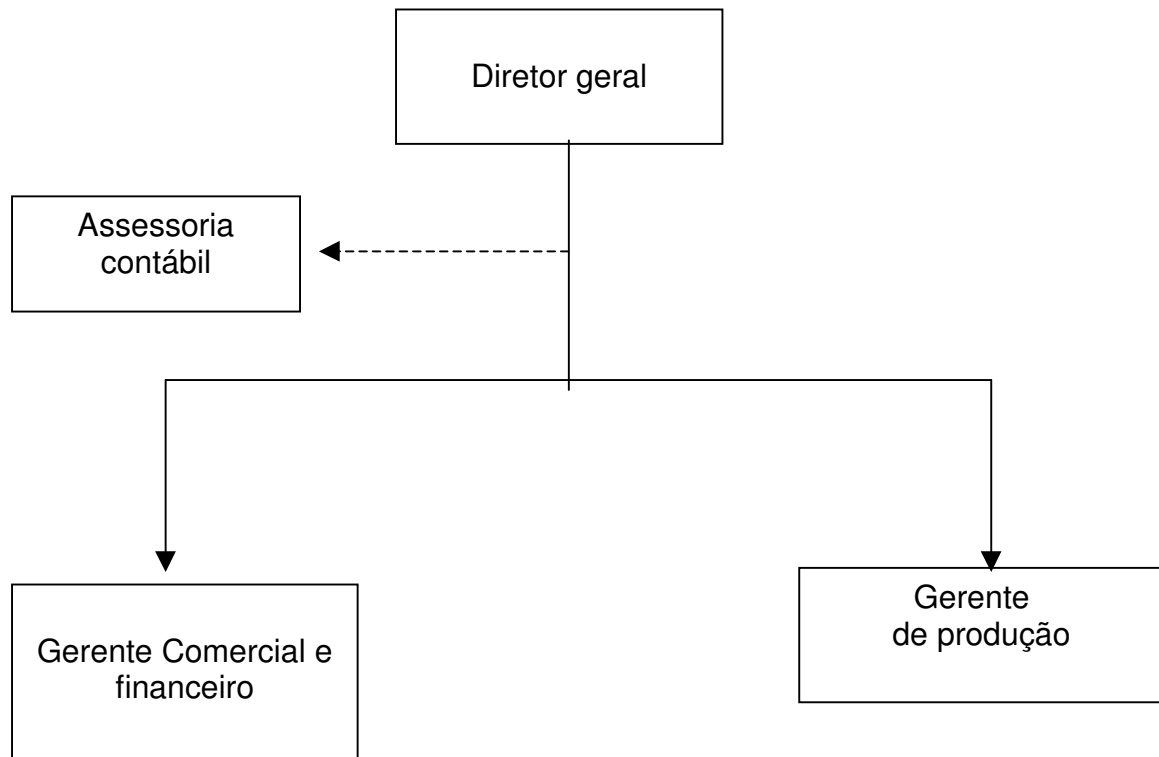 Diretor geral
Assessoria
contábil
Gerente Comercial e
financeiro
Gerente
de produção